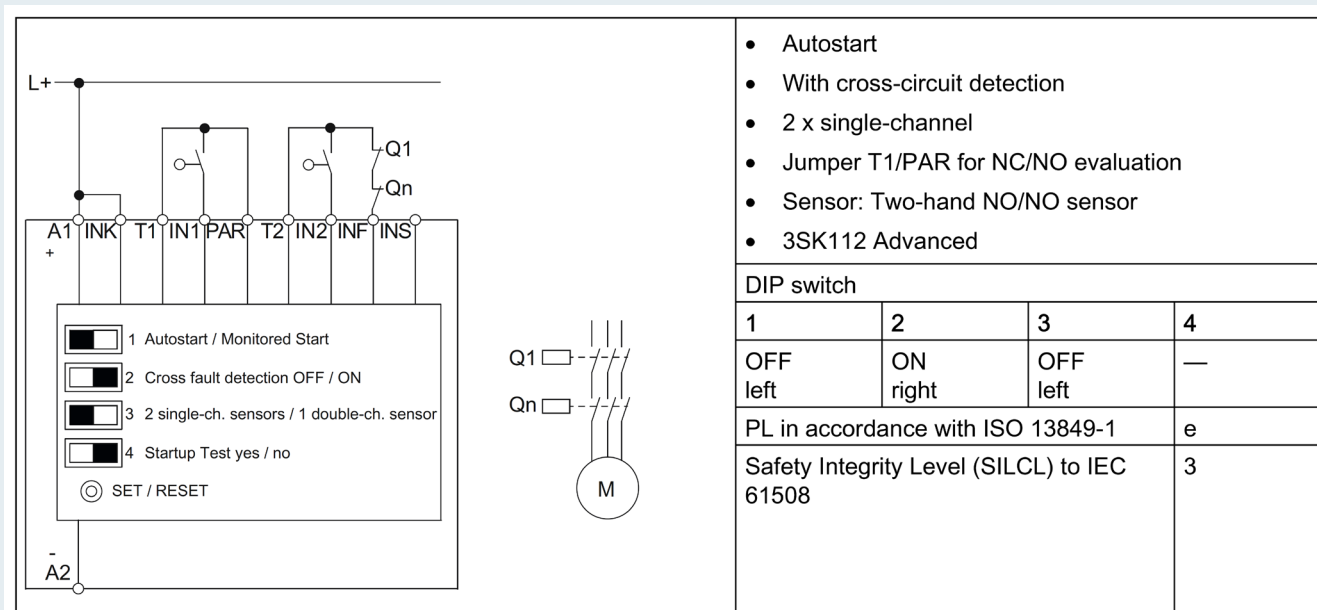 L+
Q1
Qn
A1 INK T1 IN1 PAR T2 IN2 INF INS
+
1 Autostart / Monitored Start
2 Cross fault detection OFF / ON
3 2 single-ch. sensors / 1 double-ch. sensor
4 Startup Test yes / no
SET / RESET
-
A2
Q1
Qn
M
• Autostart
• With cross-circuit detection
• 2 x single-channel
• Jumper T1/PAR for NC/NO evaluation
• Sensor: Two-hand NO/NO sensor
• 3SK112 Advanced
DIP switch
1 2 3 4
OFF ON OFF —
left right left
PL in accordance with ISO 13849-1 e
Safety Integrity Level (SILCL) to IEC 3
61508